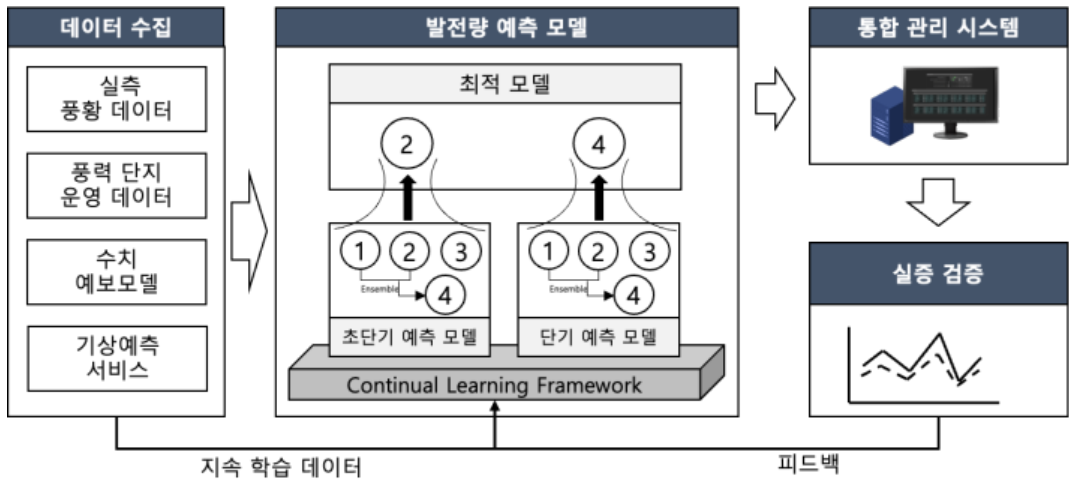 데이터 수집
실측
풍황 데이터
풍력 단지
운영 데이터
수치
예보모델
기상예측
서비스
발전량 예측 모델
최적 모델
2
4
1 2 3
Ensemble
4
초단기 예측 모델
1 2 3
Ensemble
4
단기 예측 모델
Continual Learning Framework
통합 관리 시스템
실증 검증
지속 학습 데이터
피드백